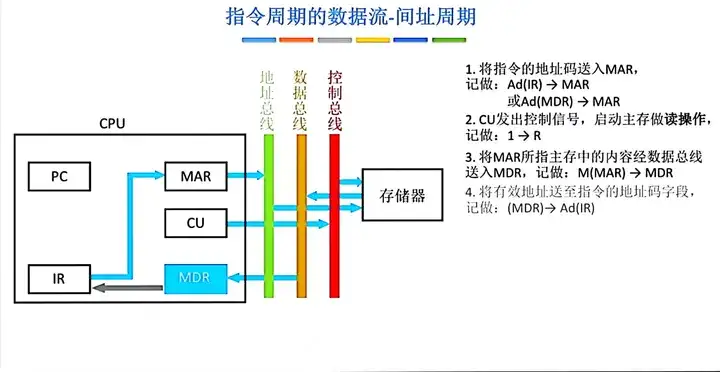 指令周期的数据流-间址周期
地址总线
数据总线
控制总线
CPU
PC
MAR
CU
IR
MDR
存储器
1. 将指令的地址码送入MAR，
记做：Ad(IR) → MAR
或Ad(MDR) → MAR
2. CU发出控制信号，启动主存做读操作，
记做：1 → R
3. 将MAR所指主存中的内容经数据总线
送入MDR，记做：M(MAR) → MDR
4. 将有效地址送至指令的地址码字段，
记做：(MDR)→ Ad(IR)